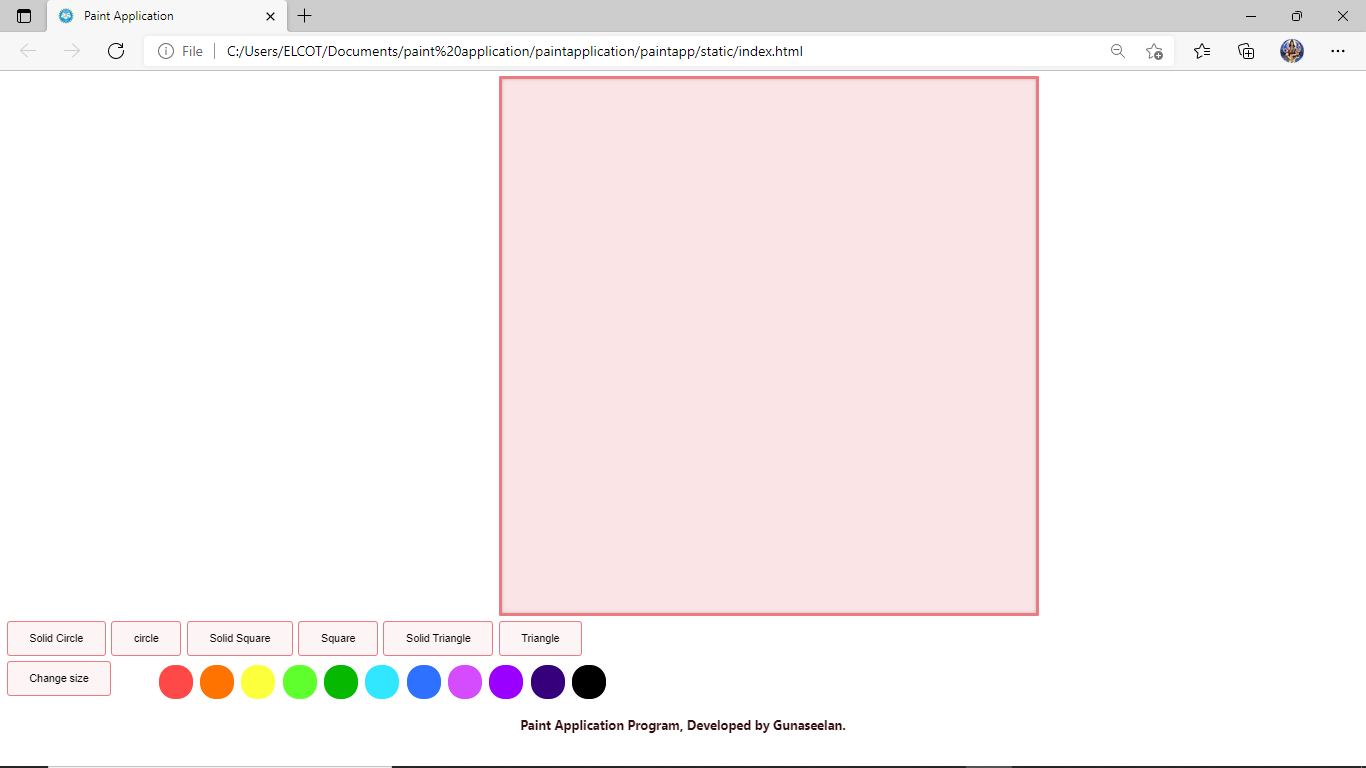 Paint Application
File
C:/Users/ELCOT/Documents/paint%20application/paintapplication/paintapp/static/index.html
Solid Circle circle Solid Square Square Solid Triangle Triangle
Change size
Paint Application Program, Developed by Gunaseelan.